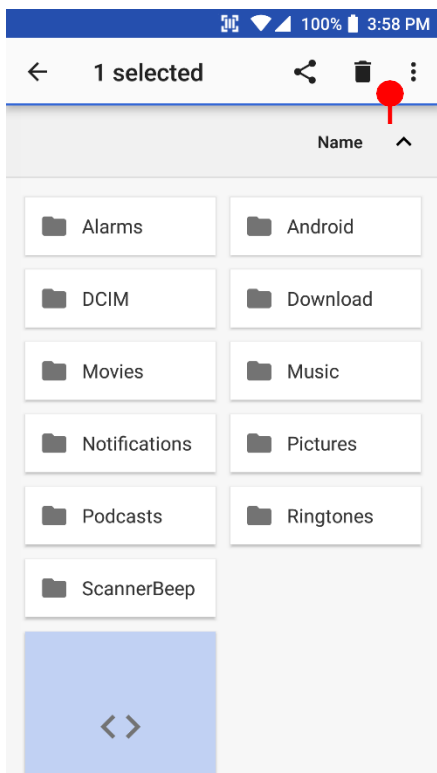 100% 3:58 PM
1 selected
Name
Alarms Android
DCIM Download
Movies Music
Notifications Pictures
Podcasts Ringtones
ScannerBeep